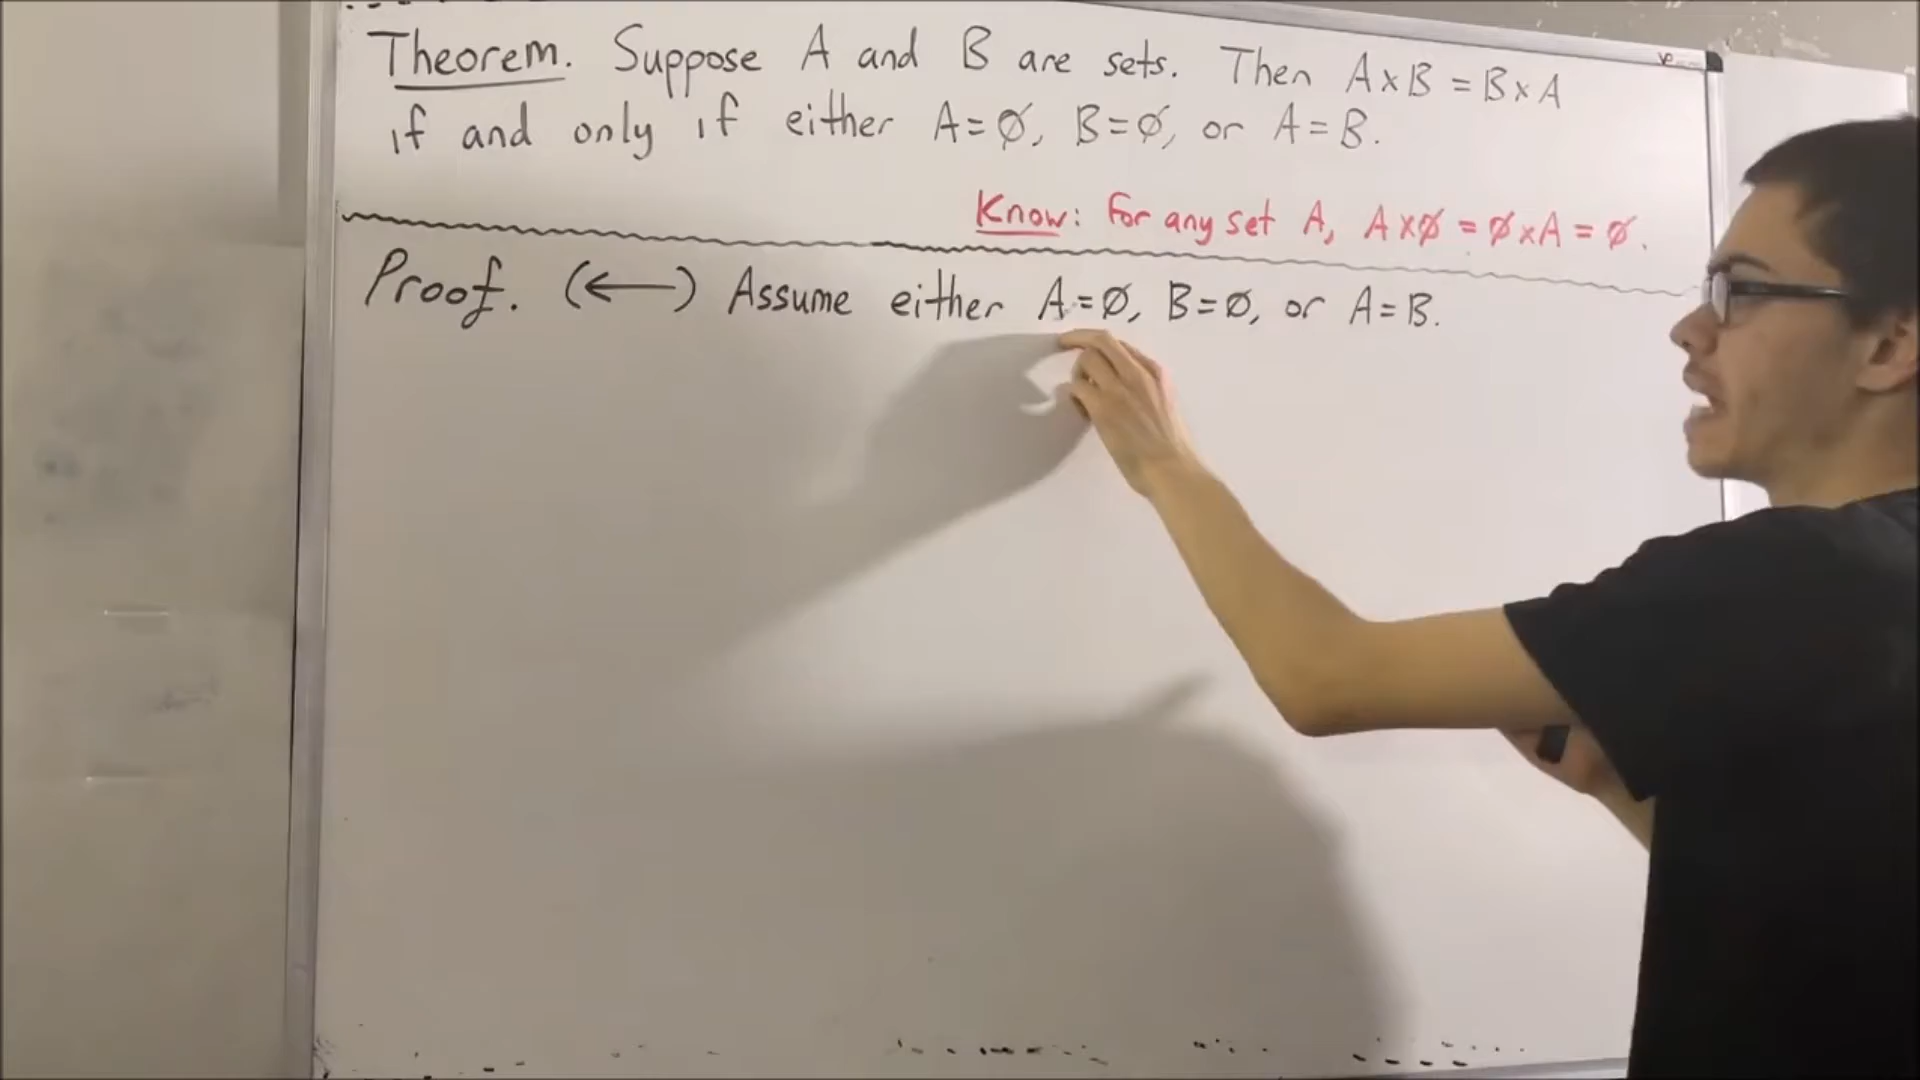 Theorem. Suppose A and B are sets. Then A×B = B×A
if and only if either A=∅, B=∅, or A=B.
Know: For any set A, A×∅ = ∅×A = ∅.
Proof. (←) Assume either A=∅, B=∅, or A=B.